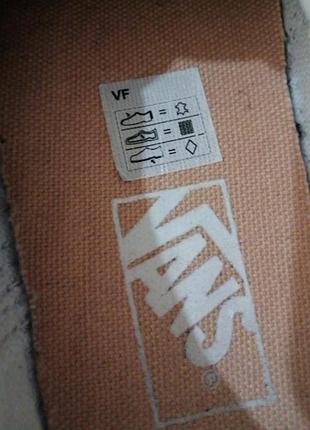 VF
=
=
=
VANS
®